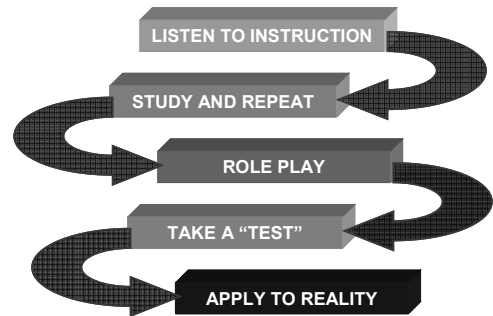 LISTEN TO INSTRUCTION
STUDY AND REPEAT
ROLE PLAY
TAKE A “TEST”
APPLY TO REALITY